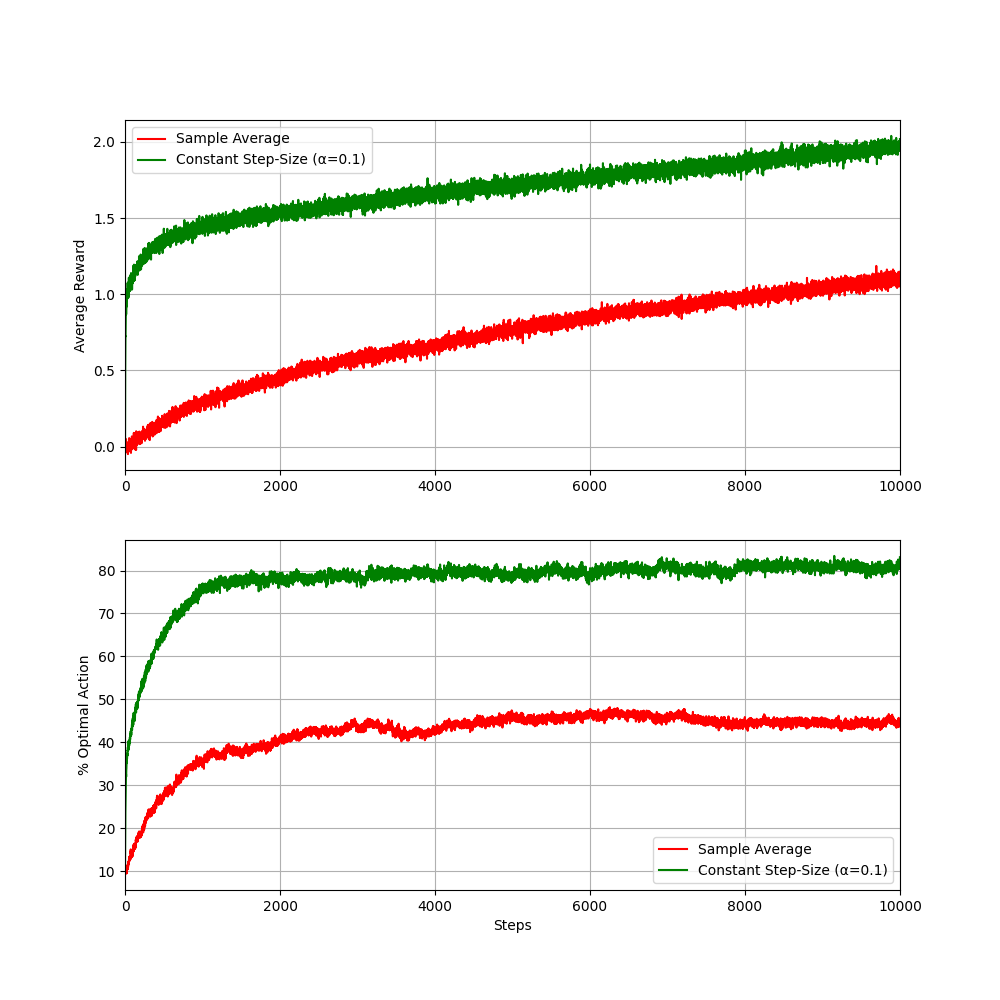 Sample Average
Constant Step-Size (α=0.1)
Average Reward
2.0
1.5
1.0
0.5
0.0
0 2000 4000 6000 8000 10000
% Optimal Action
80
70
60
50
40
30
20
10
Sample Average
Constant Step-Size (α=0.1)
0 2000 4000 6000 8000 10000
Steps